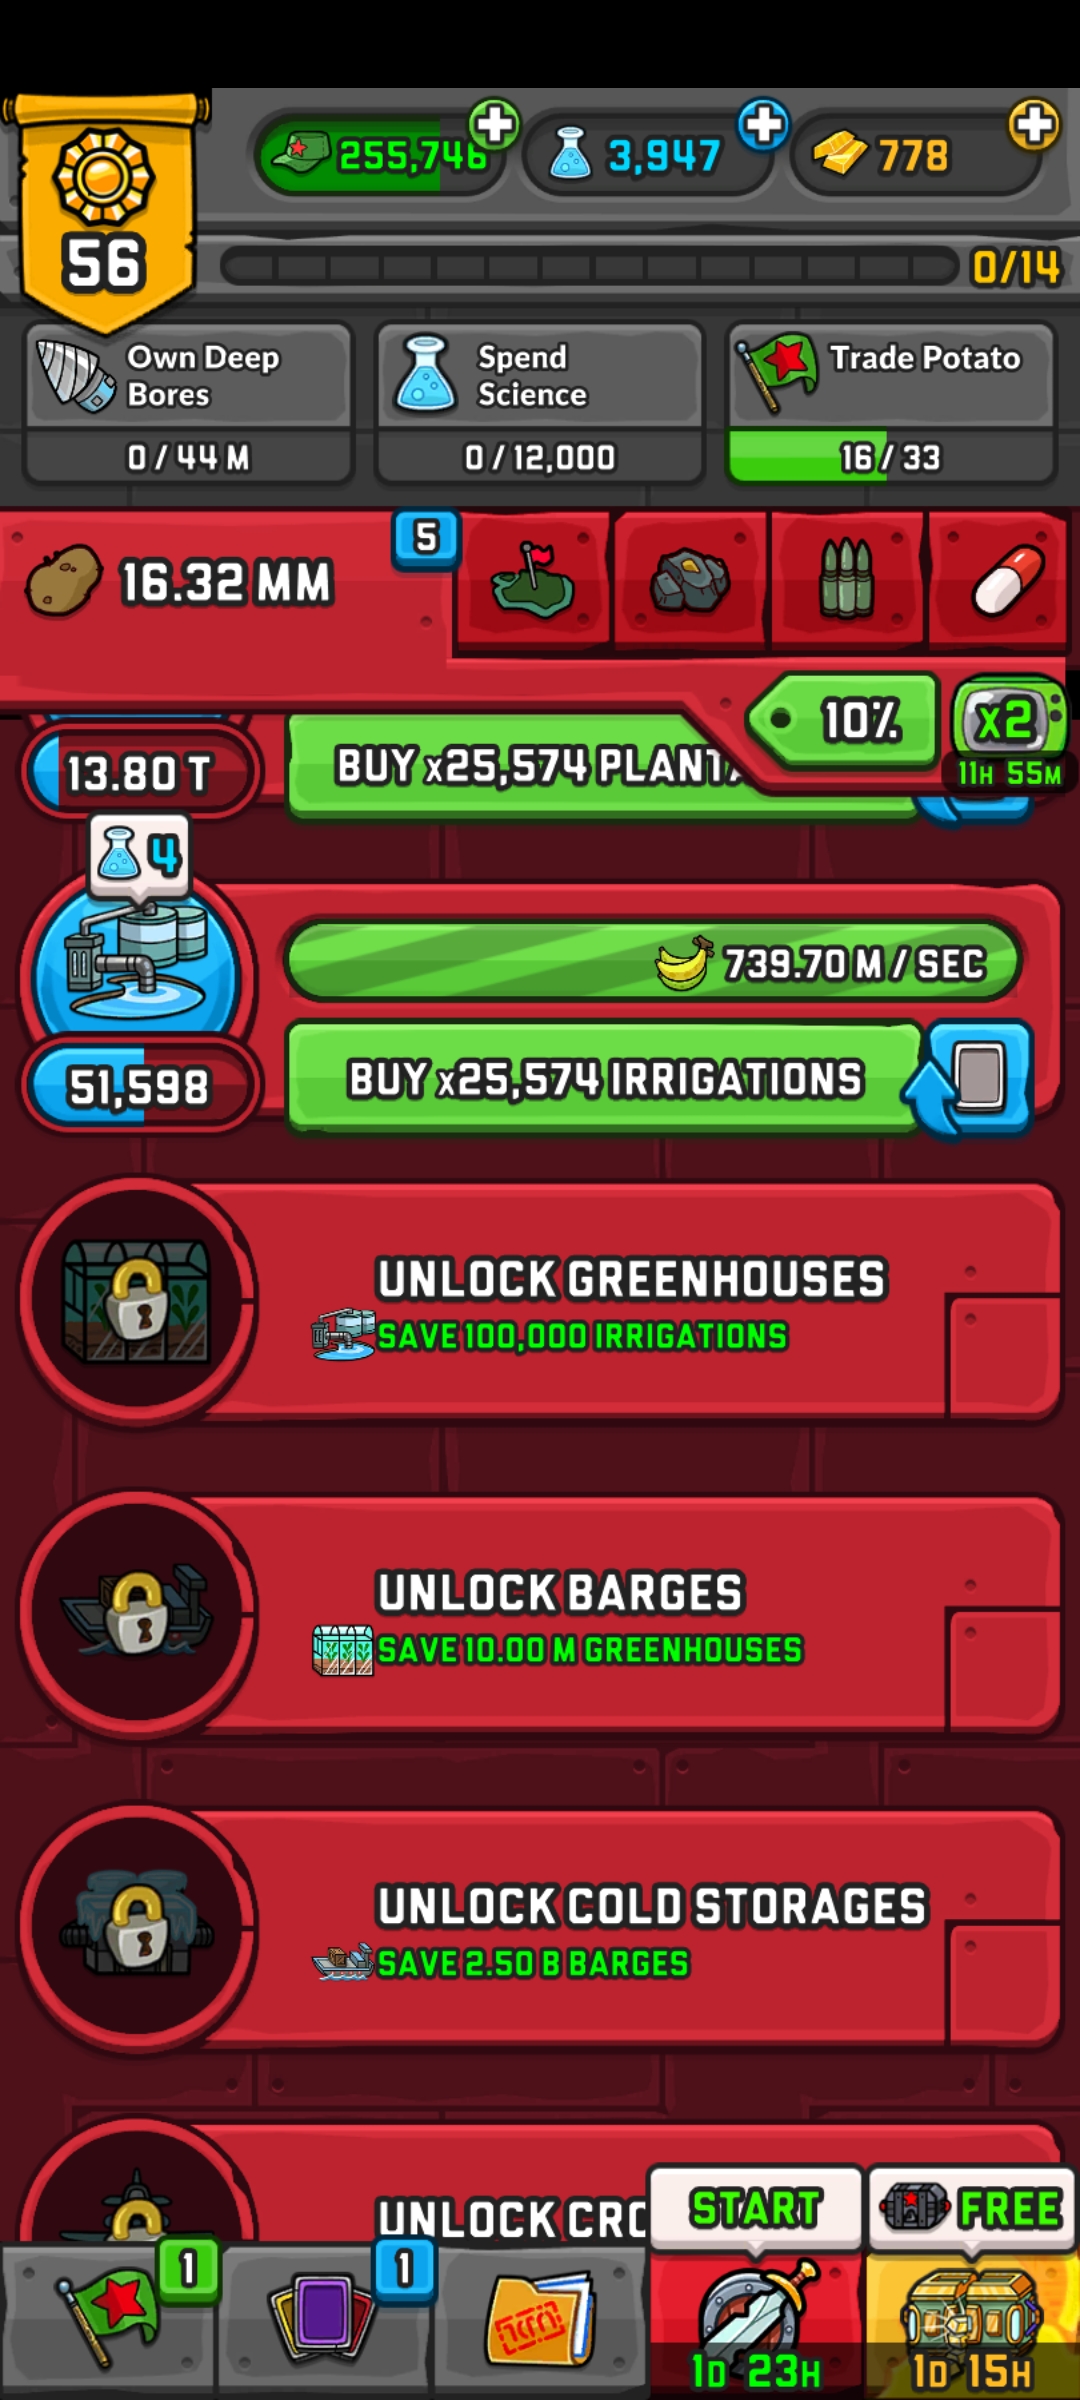 255,746
3,947
778
56
0/14
Own Deep
Bores
0 / 44 M
Spend
Science
0 / 12,000
Trade Potato
16 / 33
16.32 MM
5
10%
x2
11H 55M
13.80 T
BUY x25,574
4
739.70 M / SEC
51,598
BUY x25,574 IRRIGATIONS
UNLOCK GREENHOUSES
SAVE 100,000 IRRIGATIONS
UNLOCK BARGES
SAVE 10.00 M GREENHOUSES
UNLOCK COLD STORAGES
SAVE 2.50 B BARGES
UNLOCK
START
FREE
1
1
1D 23H
1D 15H